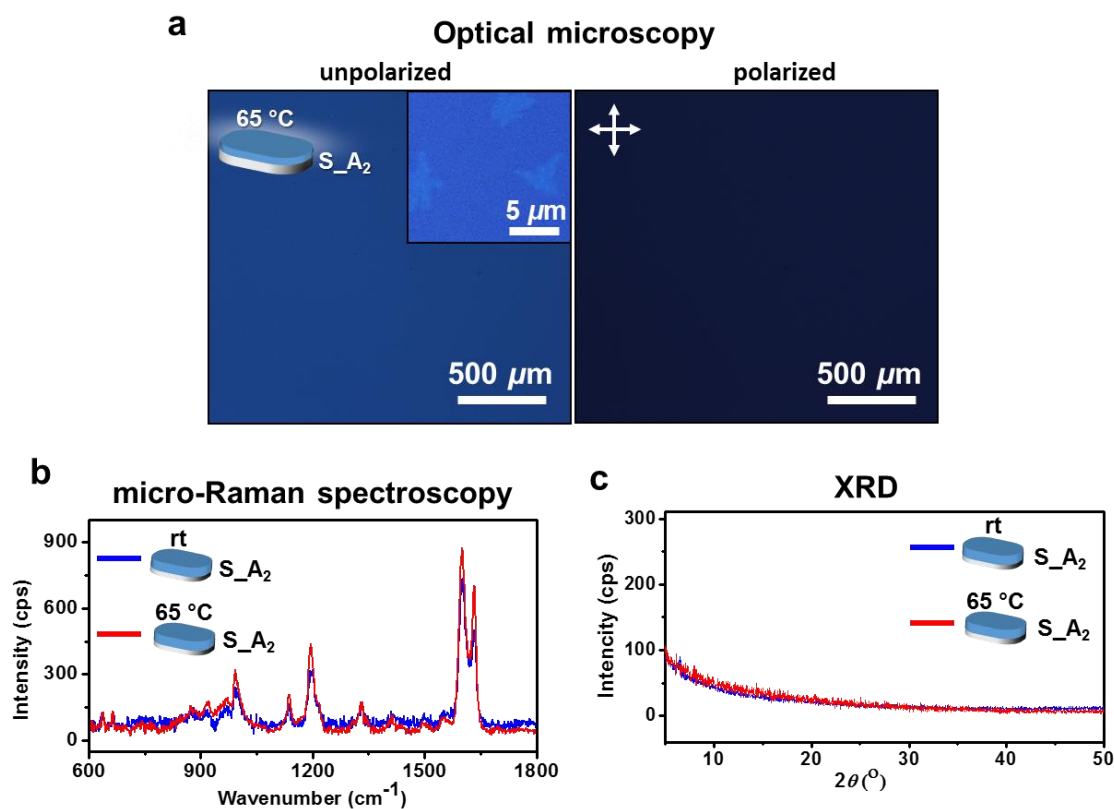 a
Optical microscopy
unpolarized
polarized
65 °C
S_A₂
5 μm
500 μm
500 μm
b
micro-Raman spectroscopy
Intensity (cps)
900
600
300
0
rt
S_A₂
65 °C
S_A₂
600
900
1200
1500
1800
Wavenumber (cm⁻¹)
c
XRD
Intencity (cps)
300
200
100
0
rt
S_A₂
65 °C
S_A₂
10
20
30
40
50
2θ (°)